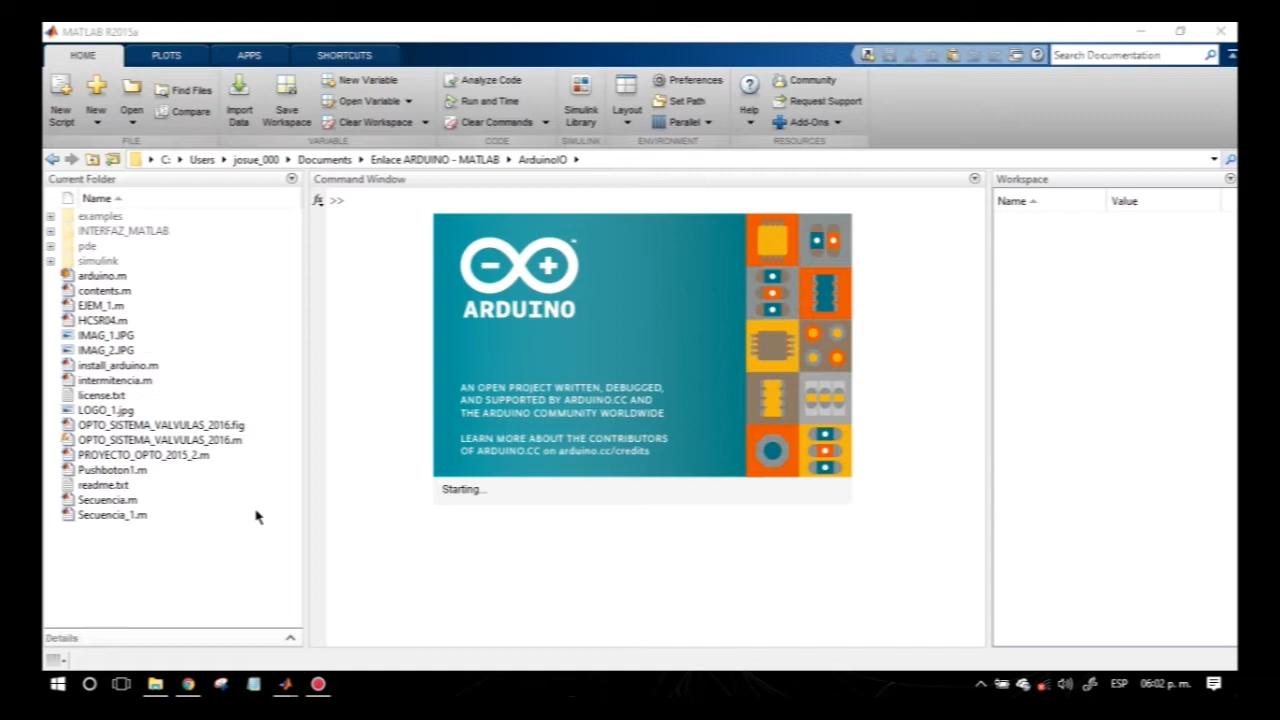 MATLAB R2015a
HOME PLOTS APPS SHORTCUTS Search Documentation
New Script
New
Open
Find Files
Compare
FILE
Import Data
Save Workspace
New Variable
Open Variable
Clear Workspace
VARIABLE
Analyze Code
Run and Time
Clear Commands
CODE
Simulink Library
SIMULINK
Layout
Preferences
Set Path
Parallel
ENVIRONMENT
Help
Community
Request Support
Add-Ons
RESOURCES
C: Users josue_000 Documents Enlace ARDUINO - MATLAB ArduinoIO
Current Folder
Name
examples
INTERFAZ_MATLAB
pde
simulink
arduino.m
contents.m
EJEM_1.m
HCSR04.m
IMAG_1.JPG
IMAG_2.JPG
install_arduino.m
intermitencia.m
license.txt
LOGO_1.jpg
OPTO_SISTEMA_VALVULAS_2016.fig
OPTO_SISTEMA_VALVULAS_2016.m
PROYECTO_OPTO_2015_2.m
Pushboton1.m
readme.txt
Secuencia.m
Secuencia_1.m
Details
Command Window
fx >>
ARDUINO
AN OPEN PROJECT WRITTEN, DEBUGGED,
AND SUPPORTED BY ARDUINO.CC AND
THE ARDUINO COMMUNITY WORLDWIDE
LEARN MORE ABOUT THE CONTRIBUTORS
OF ARDUINO.CC on arduino.cc/credits
Starting...
Workspace
Name Value
ESP 06:02 p. m.